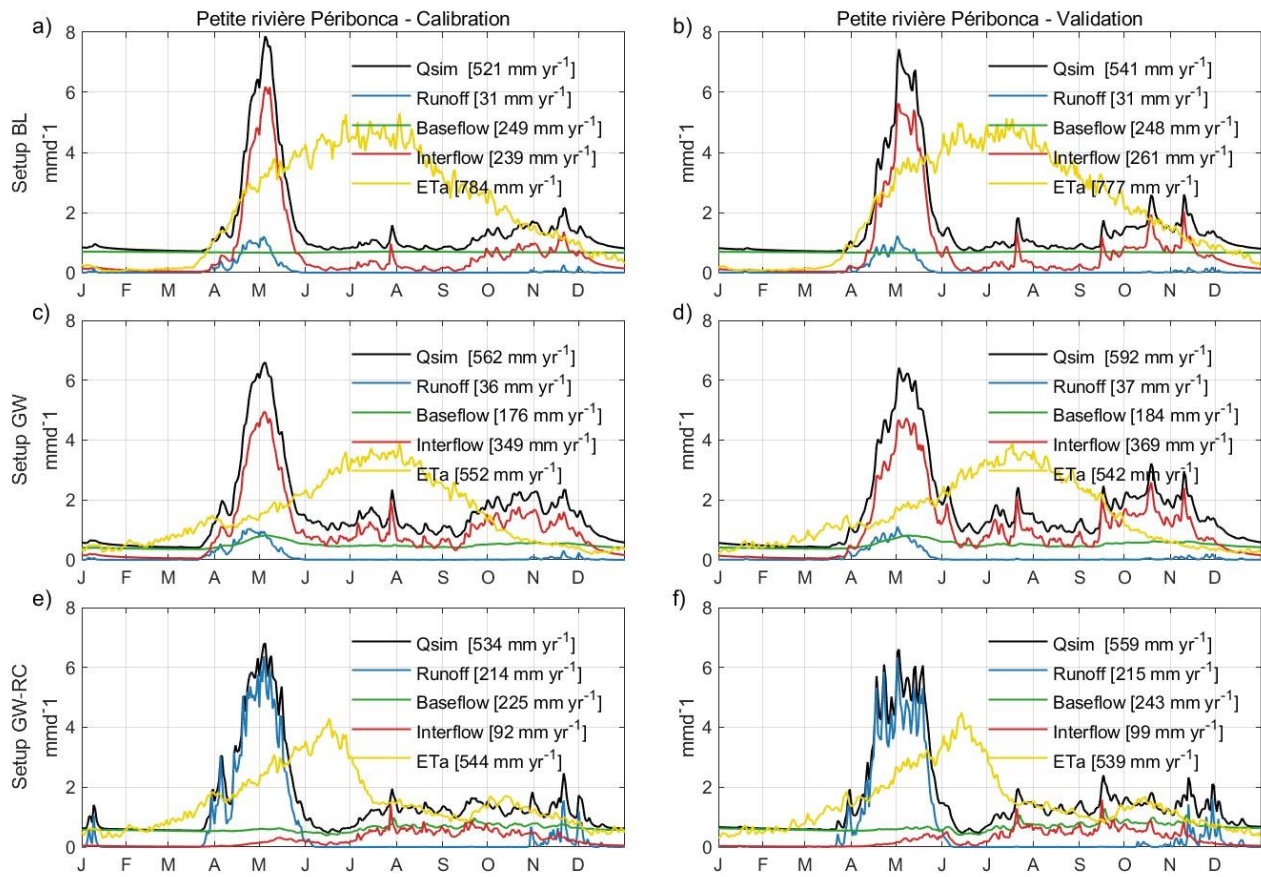 Petite rivière Péribonca - Calibration
a)
Setup BL
mmd⁻1
8
6
4
2
0
Qsim [521 mm yr⁻¹]
Runoff [31 mm yr⁻¹]
Baseflow [249 mm yr⁻¹]
Interflow [239 mm yr⁻¹]
ETa [784 mm yr⁻¹]
J F M A M J J A S O N D
Petite rivière Péribonca - Validation
b)
mmd⁻1
8
6
4
2
0
Qsim [541 mm yr⁻¹]
Runoff [31 mm yr⁻¹]
Baseflow [248 mm yr⁻¹]
Interflow [261 mm yr⁻¹]
ETa [777 mm yr⁻¹]
J F M A M J J A S O N D
c)
Setup GW
mmd⁻1
8
6
4
2
0
Qsim [562 mm yr⁻¹]
Runoff [36 mm yr⁻¹]
Baseflow [176 mm yr⁻¹]
Interflow [349 mm yr⁻¹]
ETa [552 mm yr⁻¹]
J F M A M J J A S O N D
d)
mmd⁻1
8
6
4
2
0
Qsim [592 mm yr⁻¹]
Runoff [37 mm yr⁻¹]
Baseflow [184 mm yr⁻¹]
Interflow [369 mm yr⁻¹]
ETa [542 mm yr⁻¹]
J F M A M J J A S O N D
e)
Setup GW-RC
mmd⁻1
8
6
4
2
0
Qsim [534 mm yr⁻¹]
Runoff [214 mm yr⁻¹]
Baseflow [225 mm yr⁻¹]
Interflow [92 mm yr⁻¹]
ETa [544 mm yr⁻¹]
J F M A M J J A S O N D
f)
mmd⁻1
8
6
4
2
0
Qsim [559 mm yr⁻¹]
Runoff [215 mm yr⁻¹]
Baseflow [243 mm yr⁻¹]
Interflow [99 mm yr⁻¹]
ETa [539 mm yr⁻¹]
J F M A M J J A S O N D